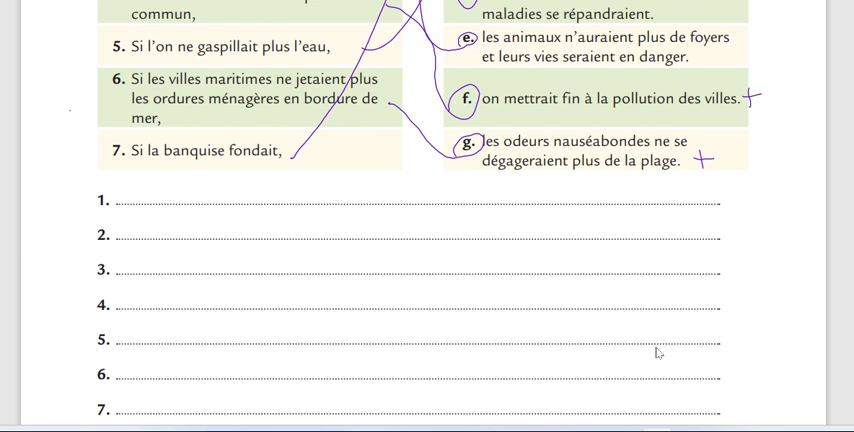 commun,
maladies se répandraient.
5. Si l'on ne gaspillait plus l'eau,
e. les animaux n'auraient plus de foyers
et leurs vies seraient en danger.
6. Si les villes maritimes ne jetaient plus
les ordures ménagères en bordure de
mer,
f. on mettrait fin à la pollution des villes.
7. Si la banquise fondait,
g. les odeurs nauséabondes ne se
dégageraient plus de la plage.
1.
2.
3.
4.
5.
6.
7.